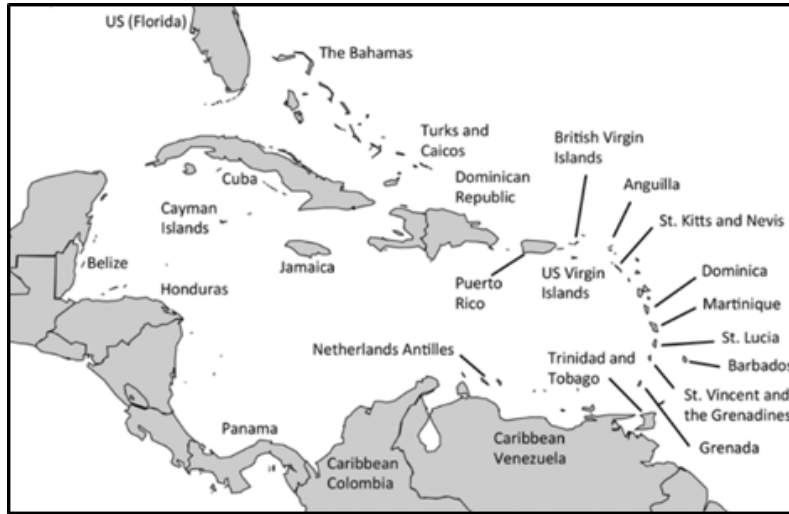 US (Florida)
The Bahamas
Turks and
Caicos
British Virgin
Islands
Anguilla
Dominican
Republic
Cuba
St. Kitts and Nevis
Cayman
Islands
Belize
Jamaica
Puerto
Rico
US Virgin
Islands
Dominica
Honduras
Martinique
St. Lucia
Netherlands Antilles
Trinidad and
Tobago
Barbados
St. Vincent and
the Grenadines
Panama
Caribbean
Venezuela
Grenada
Caribbean
Colombia